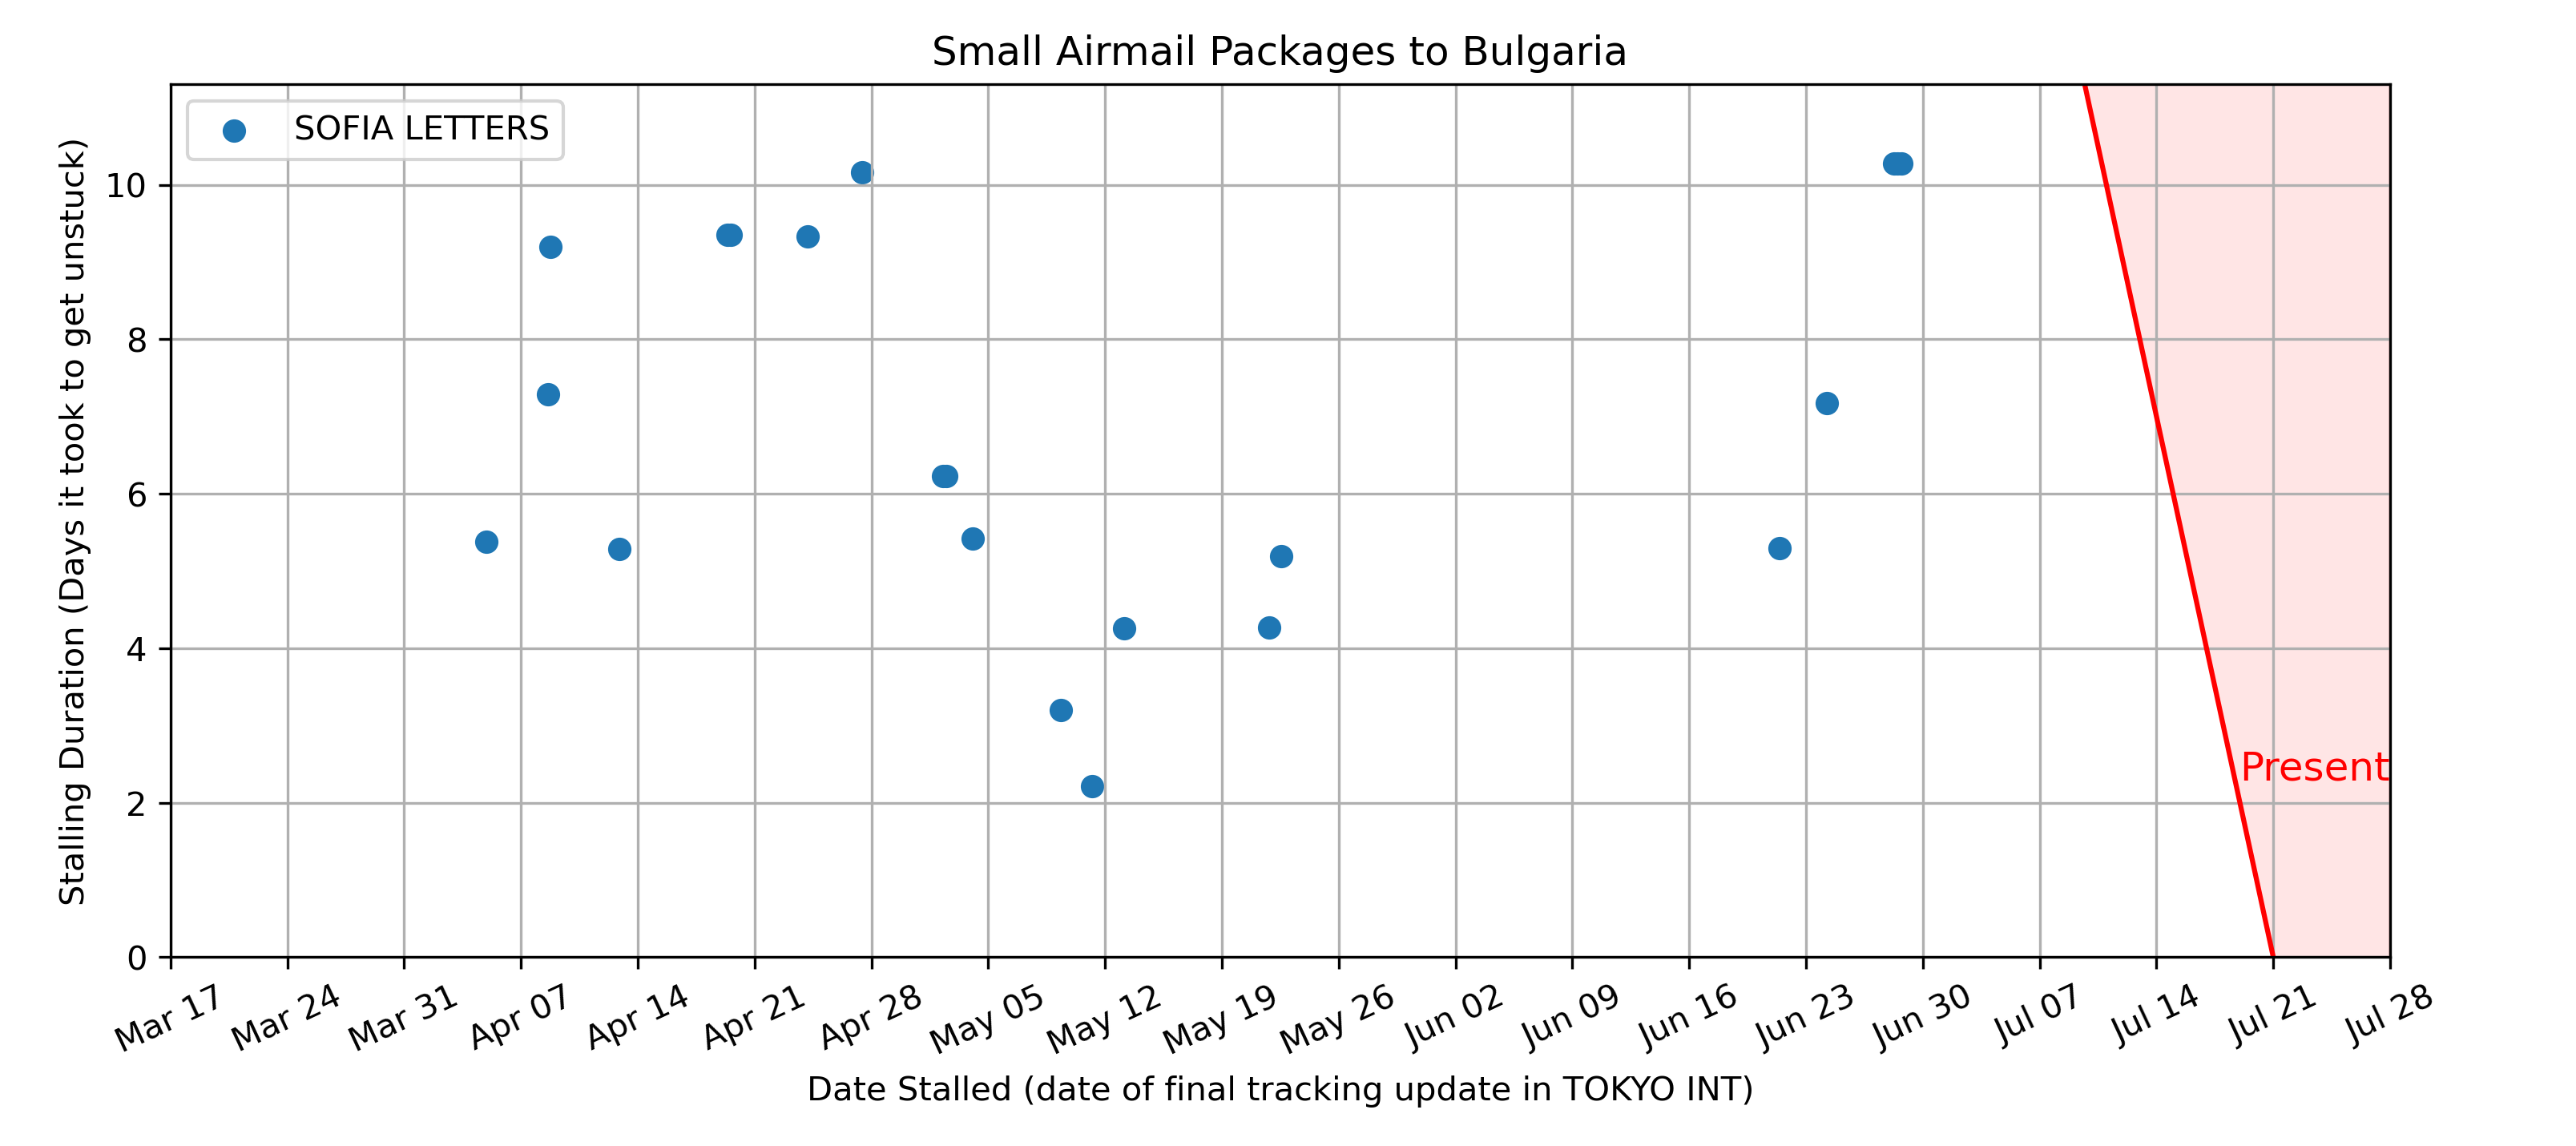 Small Airmail Packages to Bulgaria
SOFIA LETTERS
Stalling Duration (Days it took to get unstuck)
10
8
6
4
2
0
Present
Mar 17 Mar 24 Mar 31 Apr 07 Apr 14 Apr 21 Apr 28 May 05 May 12 May 19 May 26 Jun 02 Jun 09 Jun 16 Jun 23 Jun 30 Jul 07 Jul 14 Jul 21 Jul 28
Date Stalled (date of final tracking update in TOKYO INT)